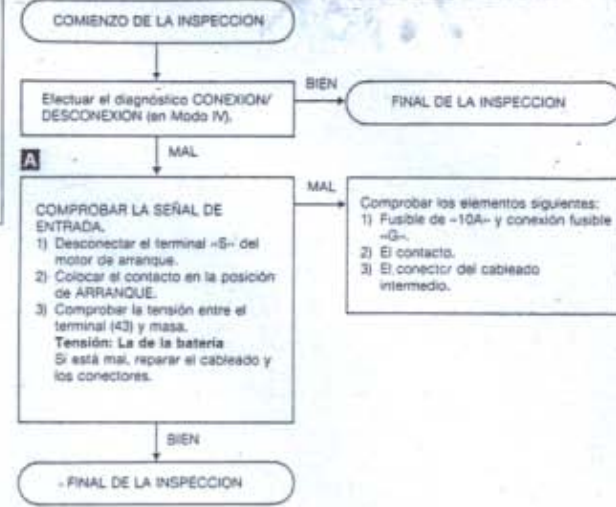 COMIENZO DE LA INSPECCION
Efectuar el diagnóstico CONEXION/
DESCONEXION (en Modo IV).
BIEN
FINAL DE LA INSPECCION
MAL
A
COMPROBAR LA SEÑAL DE
ENTRADA.
1) Desconectar el terminal «S» del
motor de arranque.
2) Colocar el contacto en la posición
de ARRANQUE.
3) Comprobar la tensión entre el
terminal (43) y masa.
Tensión: La de la batería
Si está mal, reparar el cableado y
los conectores.
MAL
Comprobar los elementos siguientes:
1) Fusible de «10A» y conexión fusible
«G».
2) El contacto.
3) El conector del cableado
intermedio.
BIEN
FINAL DE LA INSPECCION